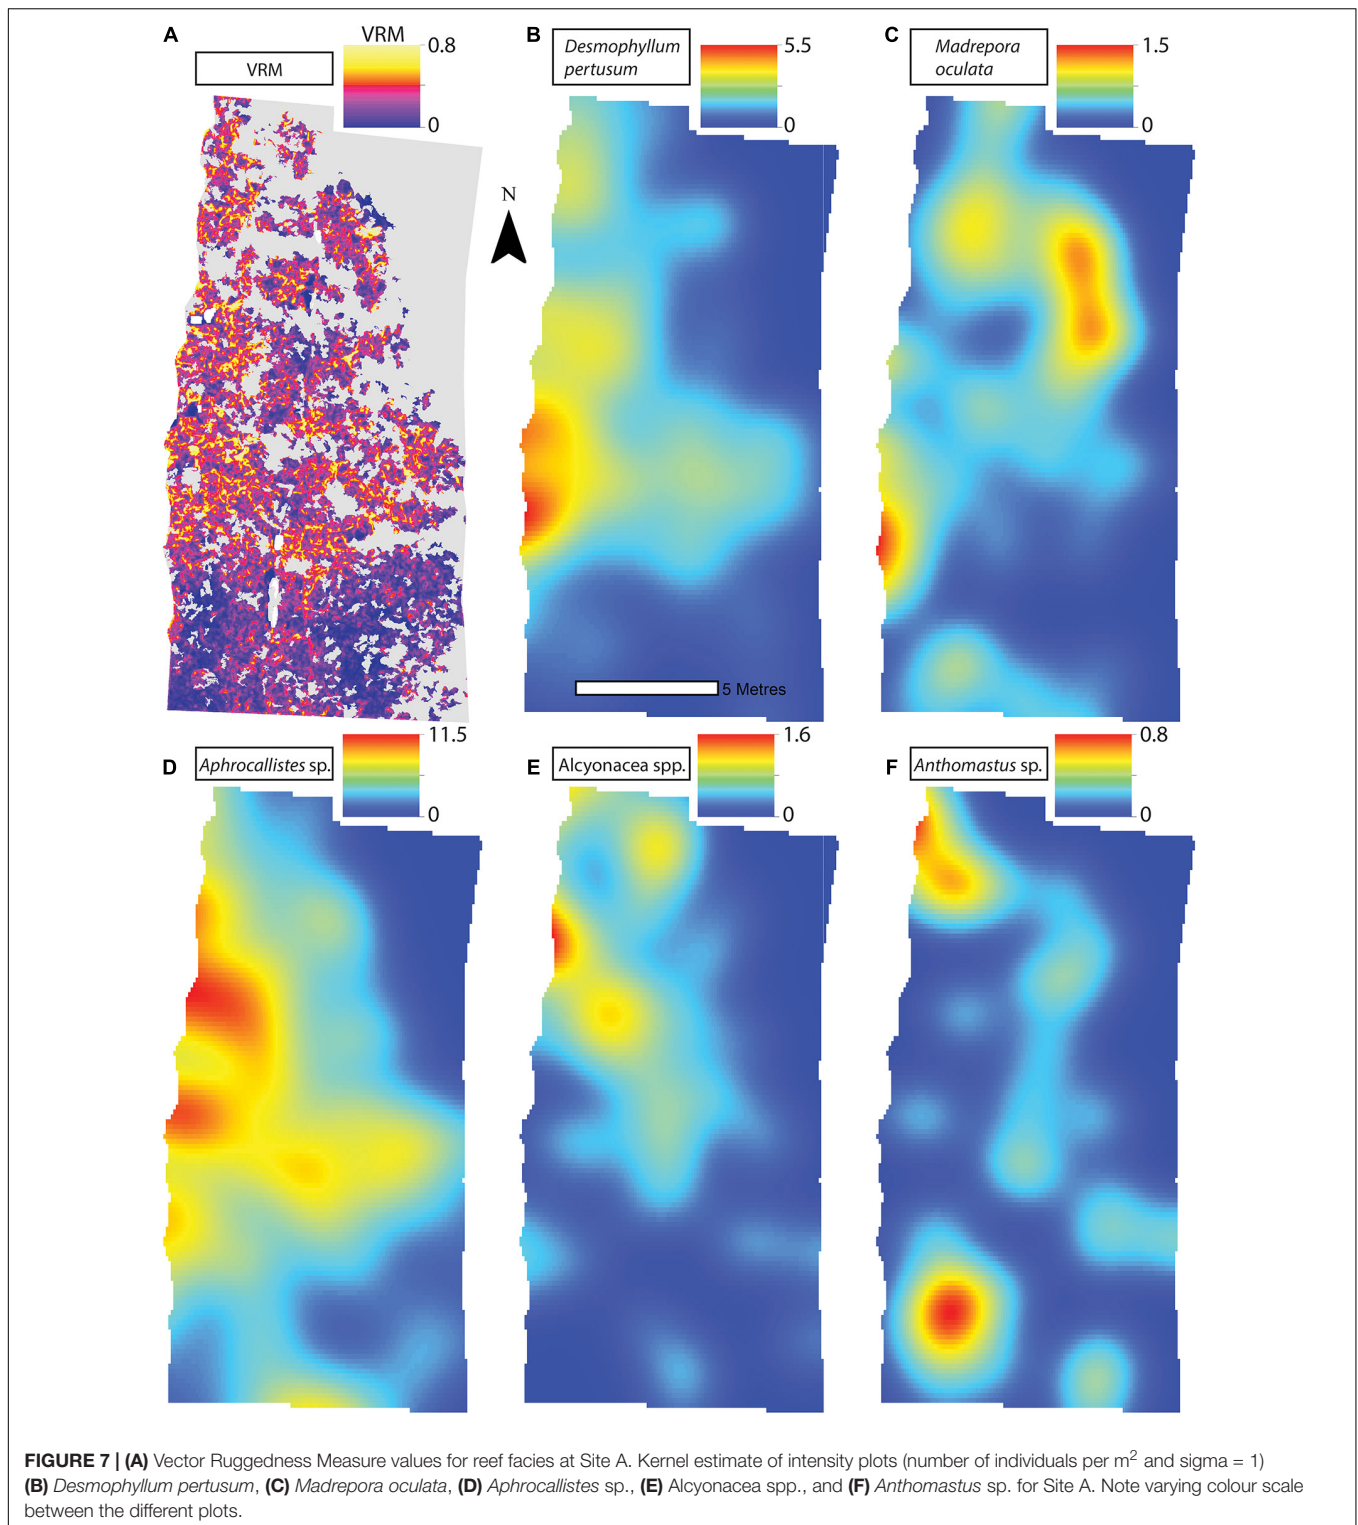 A
VRM
VRM
0.8
0
B
Desmophyllum
pertusum
5.5
0
C
Madrepora
oculata
1.5
0
N
5 Metres
D
Aphrocallistes sp.
11.5
0
E
Alcyonacea spp.
1.6
0
F
Anthomastus sp.
0.8
0
FIGURE 7 | (A) Vector Ruggedness Measure values for reef facies at Site A. Kernel estimate of intensity plots (number of individuals per m² and sigma = 1)
(B) Desmophyllum pertusum, (C) Madrepora oculata, (D) Aphrocallistes sp., (E) Alcyonacea spp., and (F) Anthomastus sp. for Site A. Note varying colour scale
between the different plots.